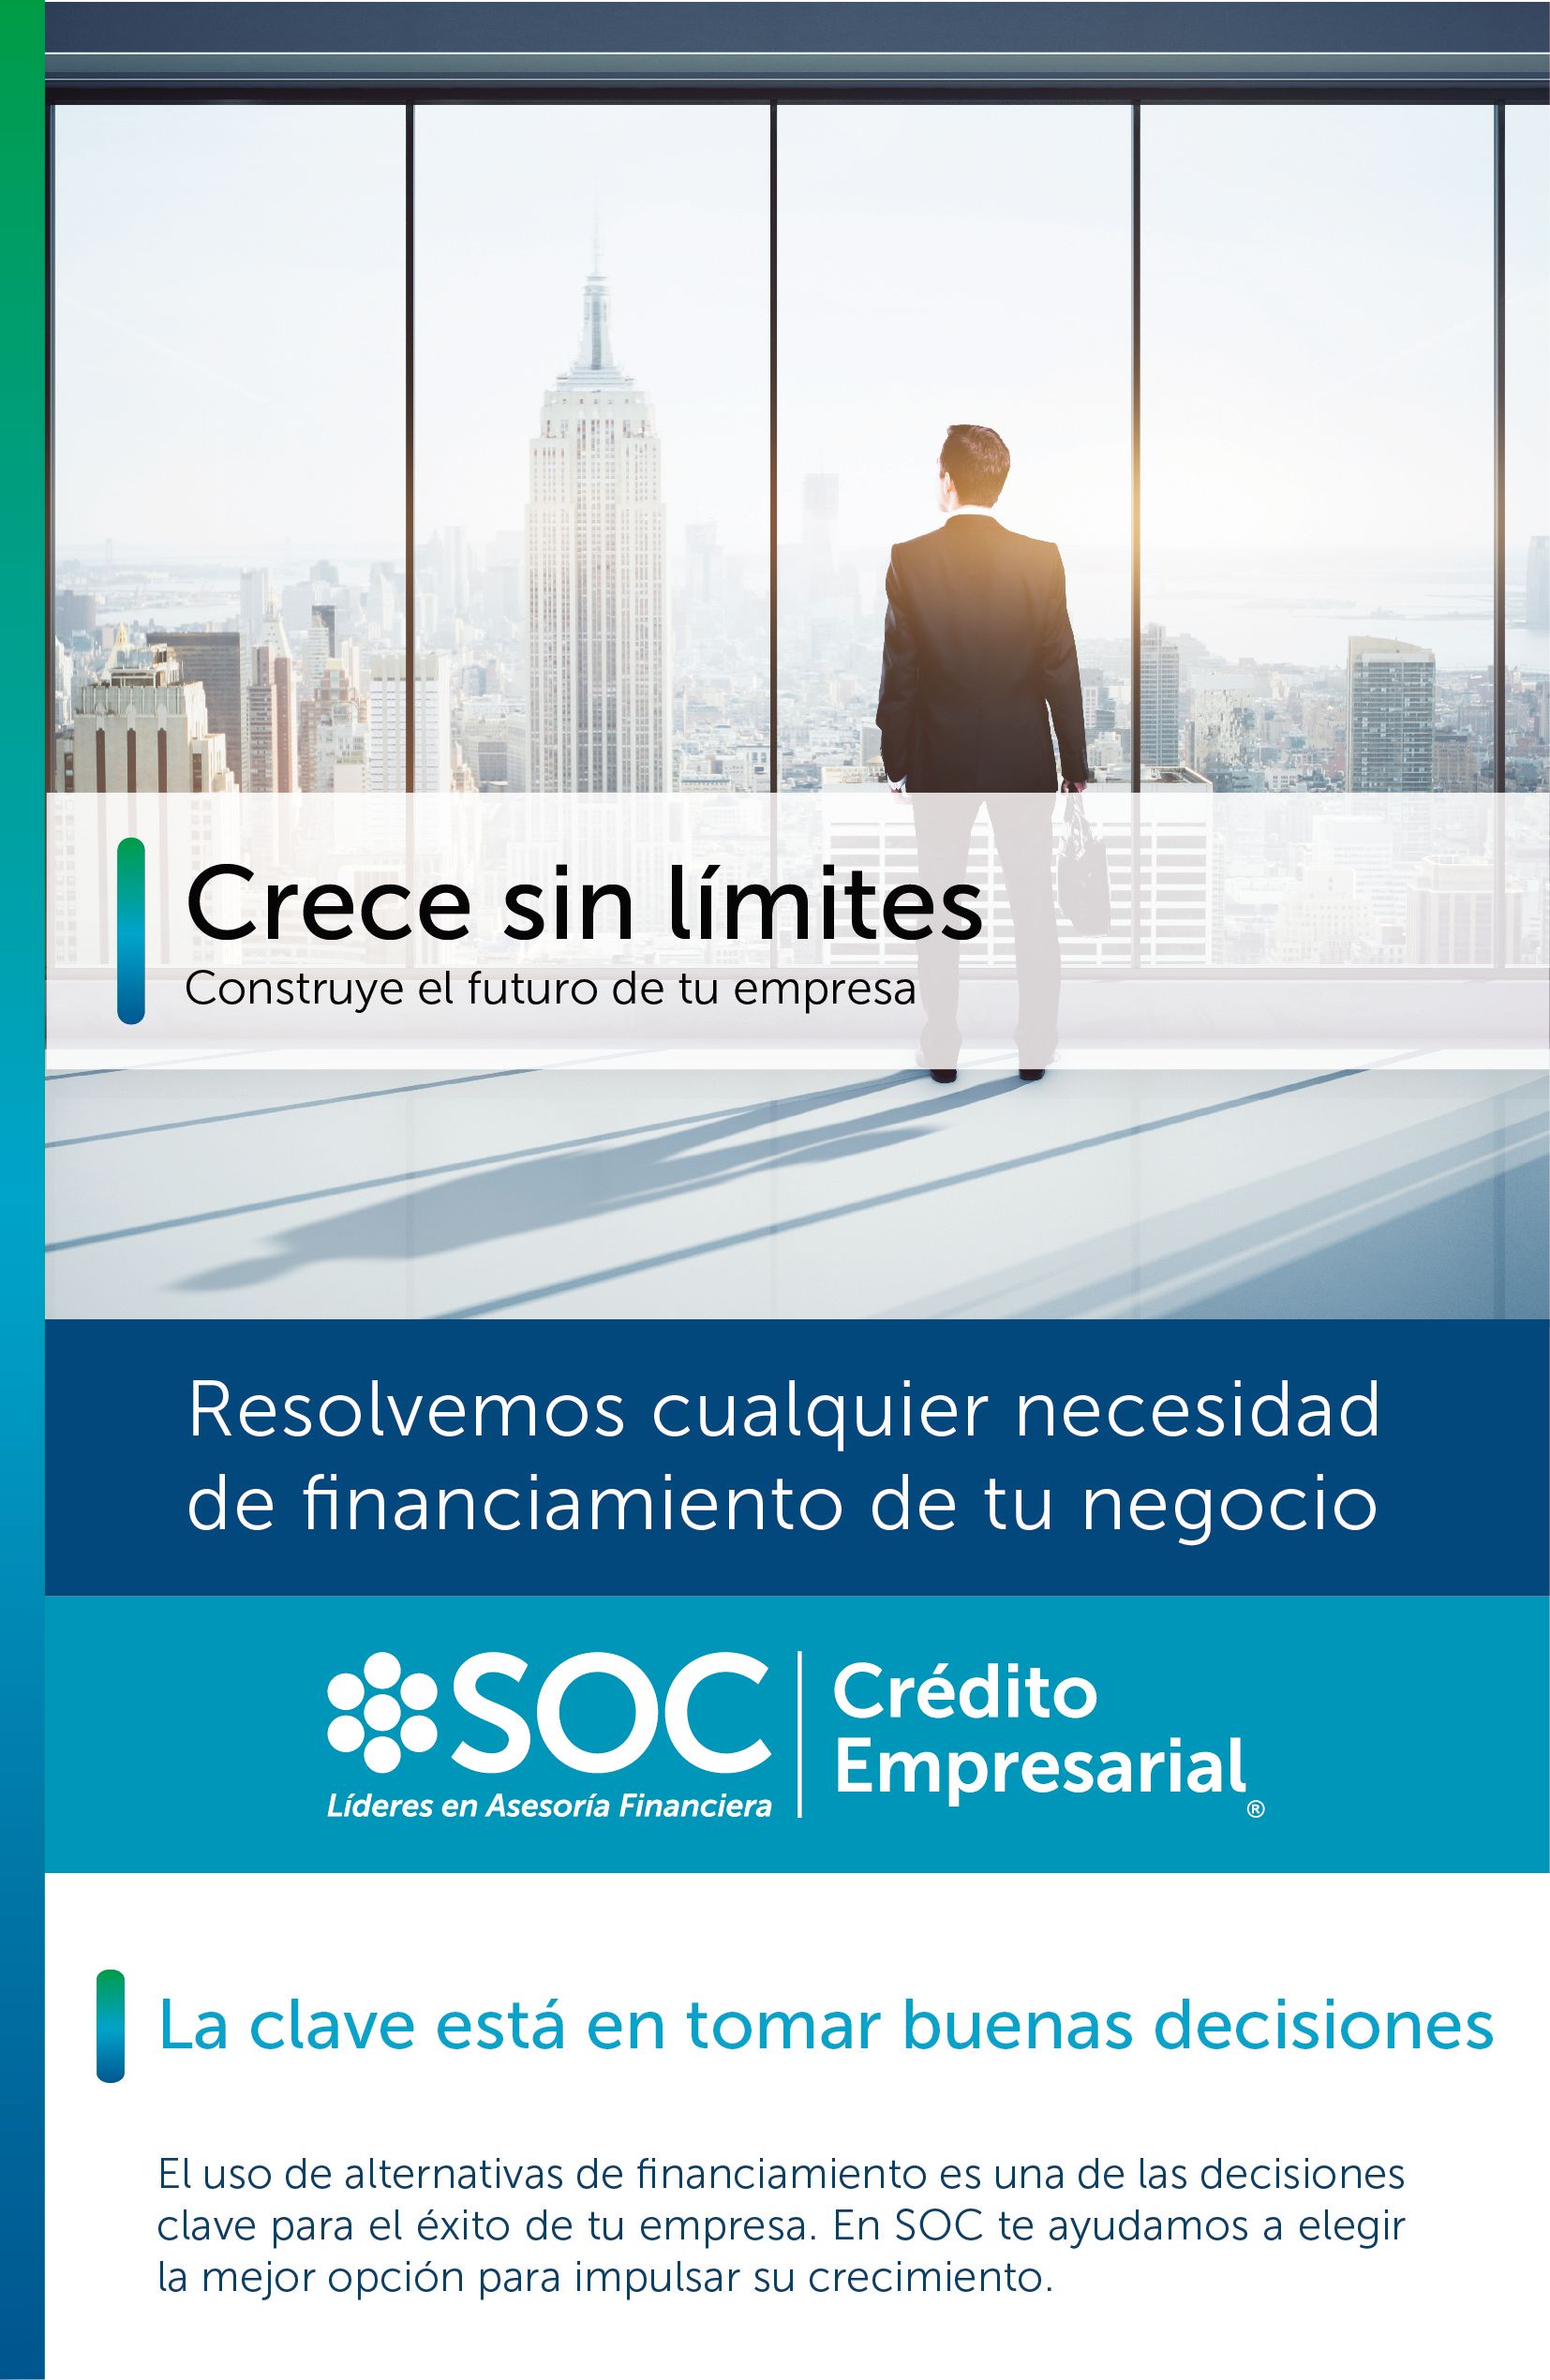 Crece sin límites
Construye el futuro de tu empresa
Resolvemos cualquier necesidad
de financiamiento de tu negocio
SOC
Líderes en Asesoría Financiera
Crédito
Empresarial
®
La clave está en tomar buenas decisiones
El uso de alternativas de financiamiento es una de las decisiones
clave para el éxito de tu empresa. En SOC te ayudamos a elegir
la mejor opción para impulsar su crecimiento.